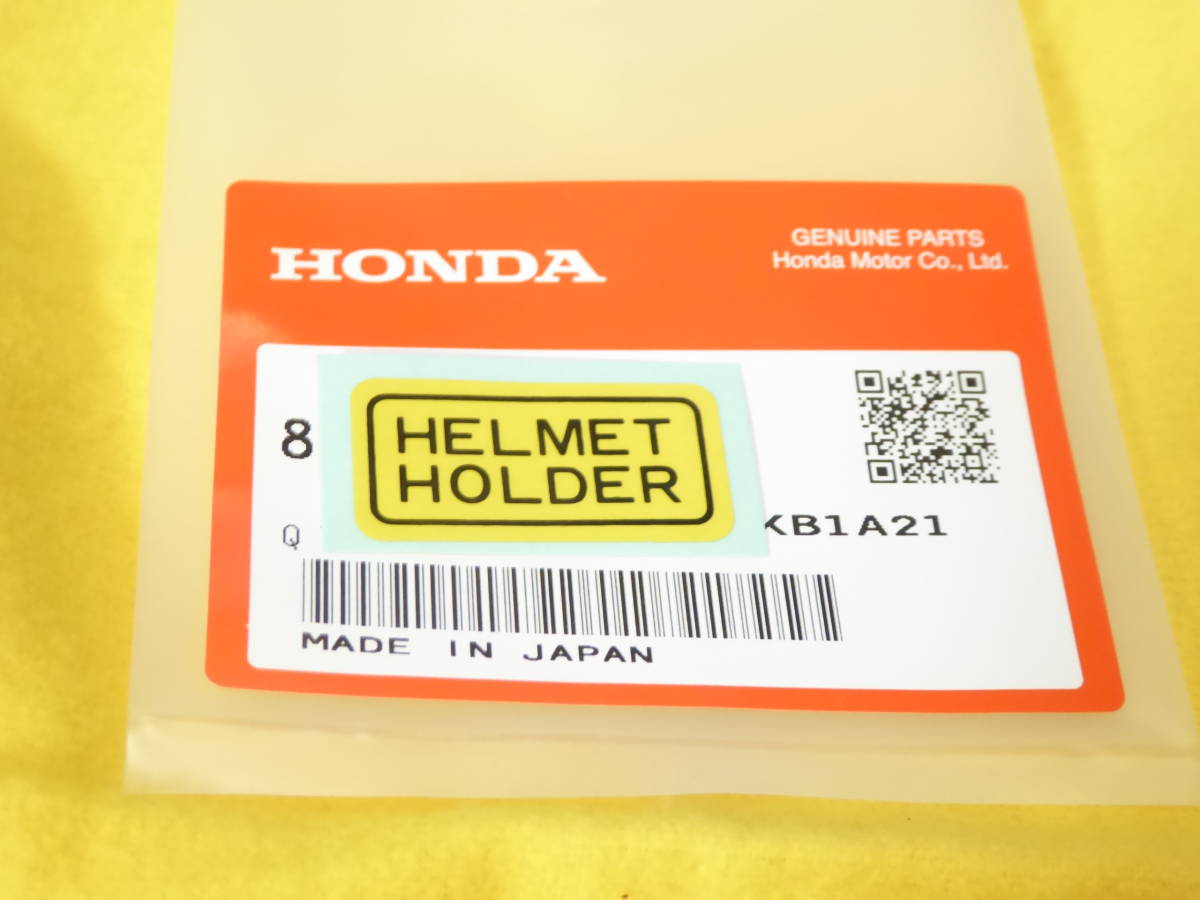 HONDA
GENUINE PARTS
Honda Motor Co., Ltd.
8
HELMET
HOLDER
Q
KB1A21
MADE IN JAPAN